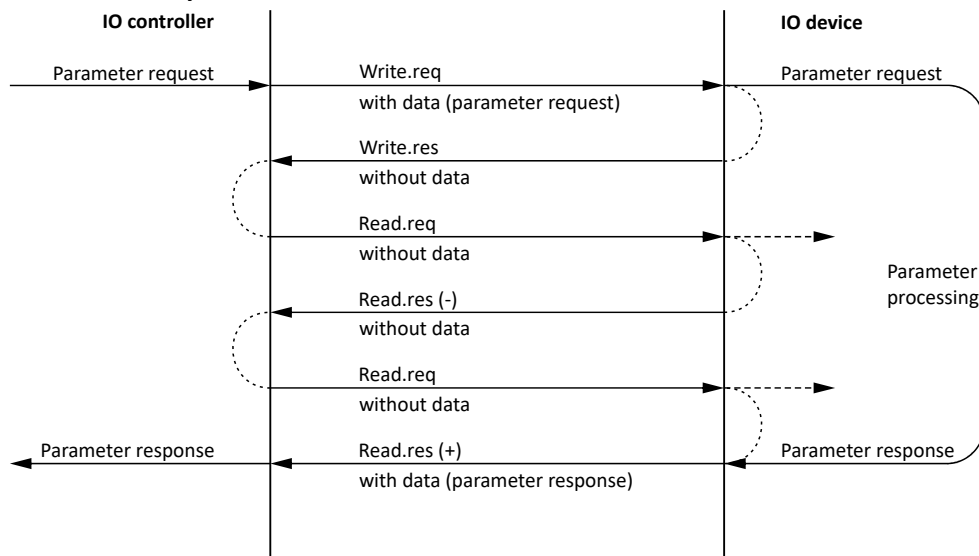 IO controller
IO device
Parameter request
Write.req
Parameter request
with data (parameter request)
Write.res
without data
Read.req
without data
Parameter
processing
Read.res (-)
without data
Read.req
without data
Parameter response
Read.res (+)
Parameter response
with data (parameter response)